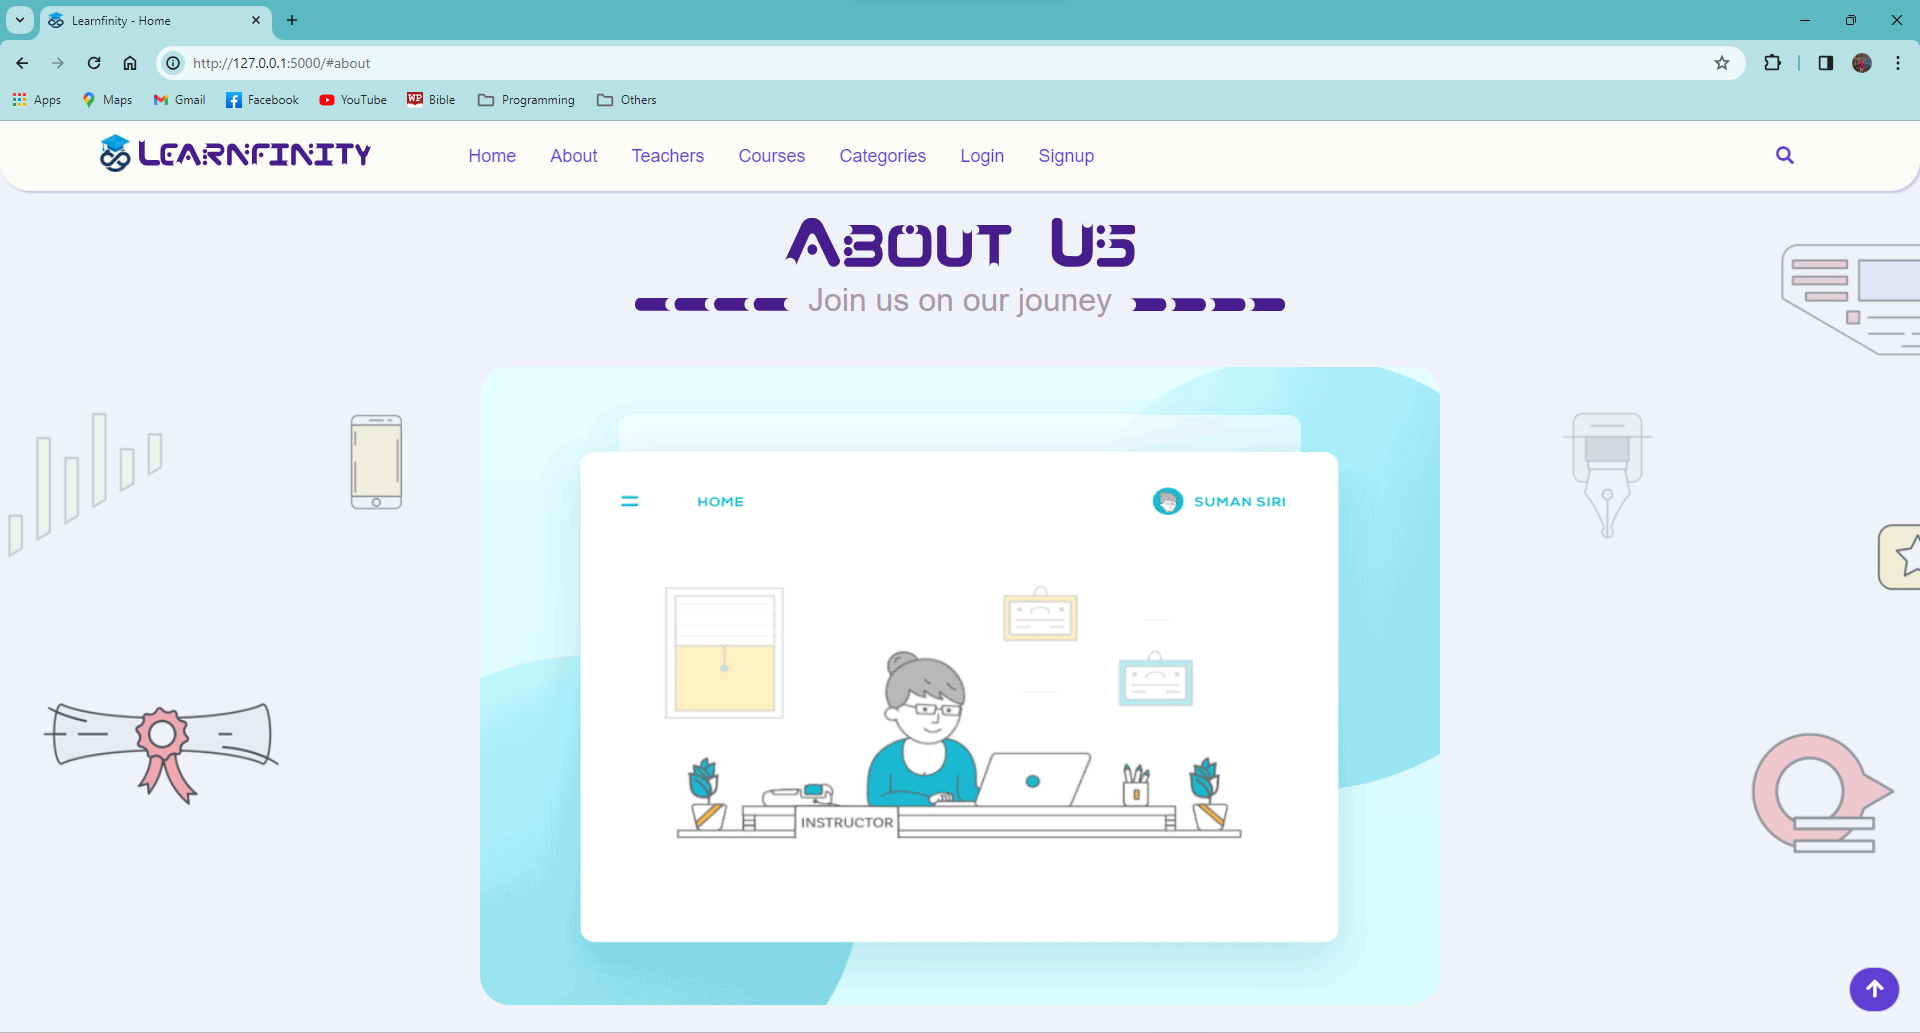 Learnfinity - Home
http://127.0.0.1:5000/#about
Apps Maps Gmail Facebook YouTube WP Bible Programming Others
LEARNFINITY Home About Teachers Courses Categories Login Signup
About Us
Join us on our jouney
HOME SUMAN SIRI
INSTRUCTOR